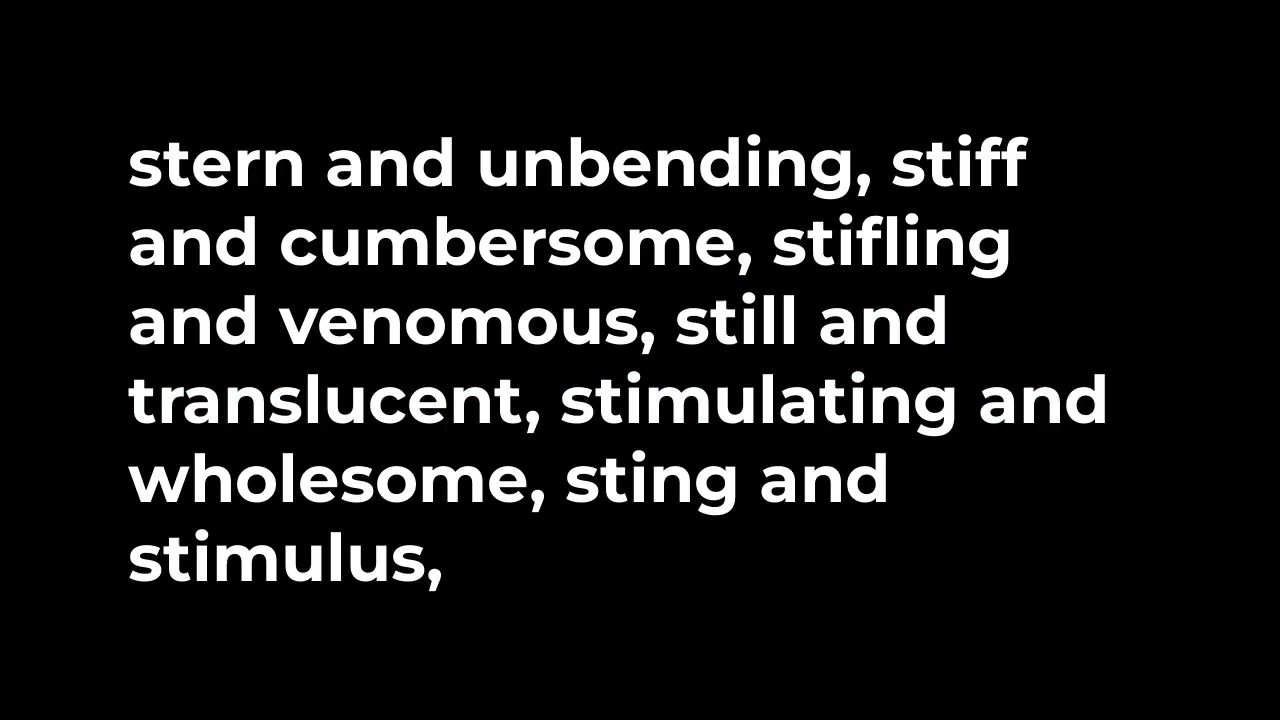 stern and unbending, stiff
and cumbersome, stifling
and venomous, still and
translucent, stimulating and
wholesome, sting and
stimulus,